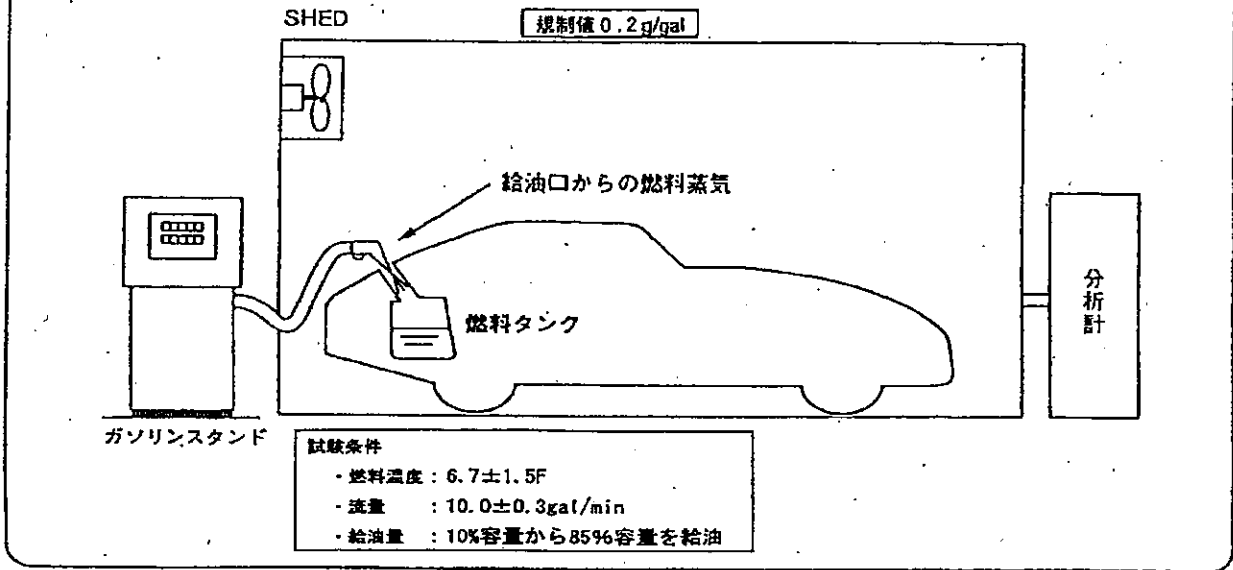 SHED
規制値0.2g/gal
給油口からの燃料蒸気
燃料タンク
分析計
ガソリンスタンド
試験条件
・燃料温度：6.7±1.5F
・流量　：10.0±0.3gal/min
・給油量　：10%容量から85%容量を給油